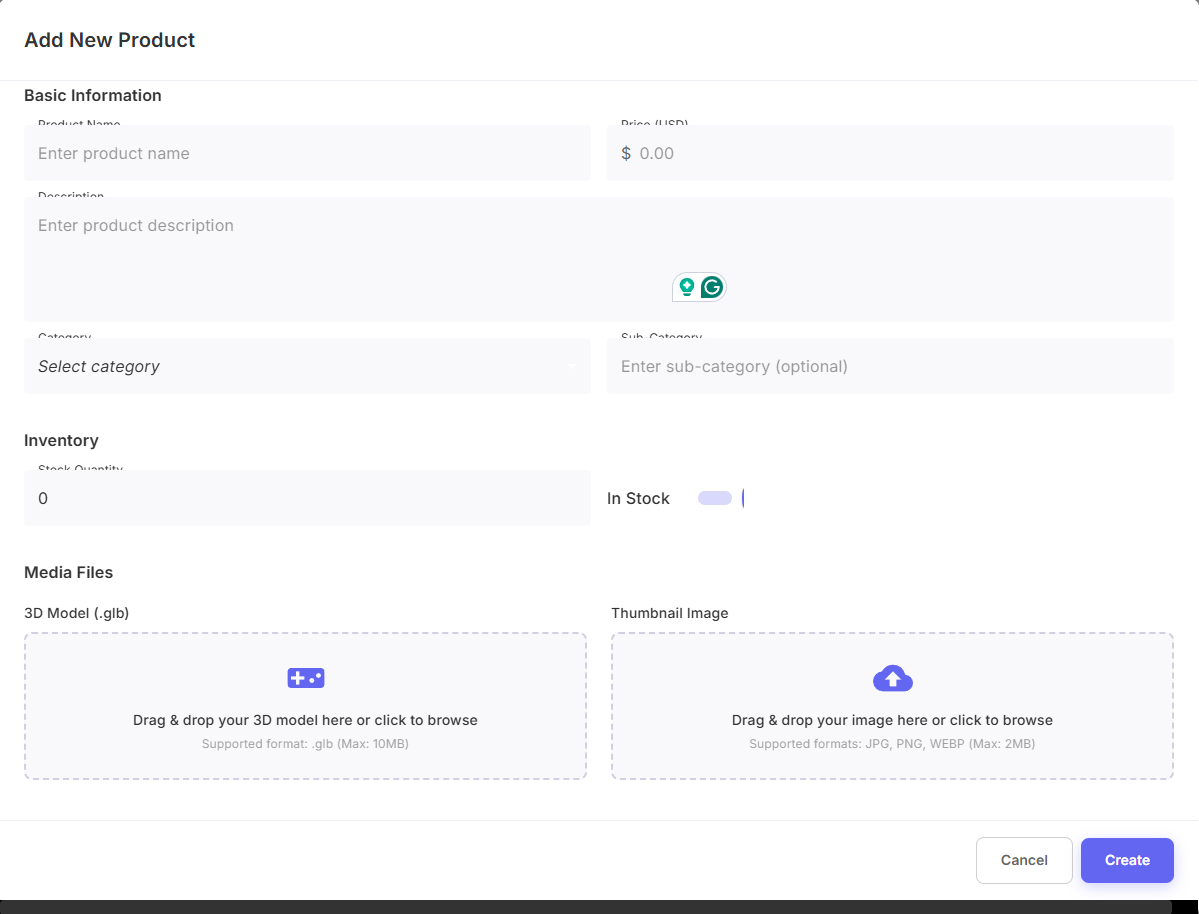 Add New Product
Basic Information
Product Name
Price (USD)
Enter product name
$ 0.00
Description
Enter product description
Category
Sub-Category
Select category
Enter sub-category (optional)
Inventory
Stock Quantity
0
In Stock
Media Files
3D Model (.glb)
Thumbnail Image
Drag & drop your 3D model here or click to browse
Supported format: .glb (Max: 10MB)
Drag & drop your image here or click to browse
Supported formats: JPG, PNG, WEBP (Max: 2MB)
Cancel
Create